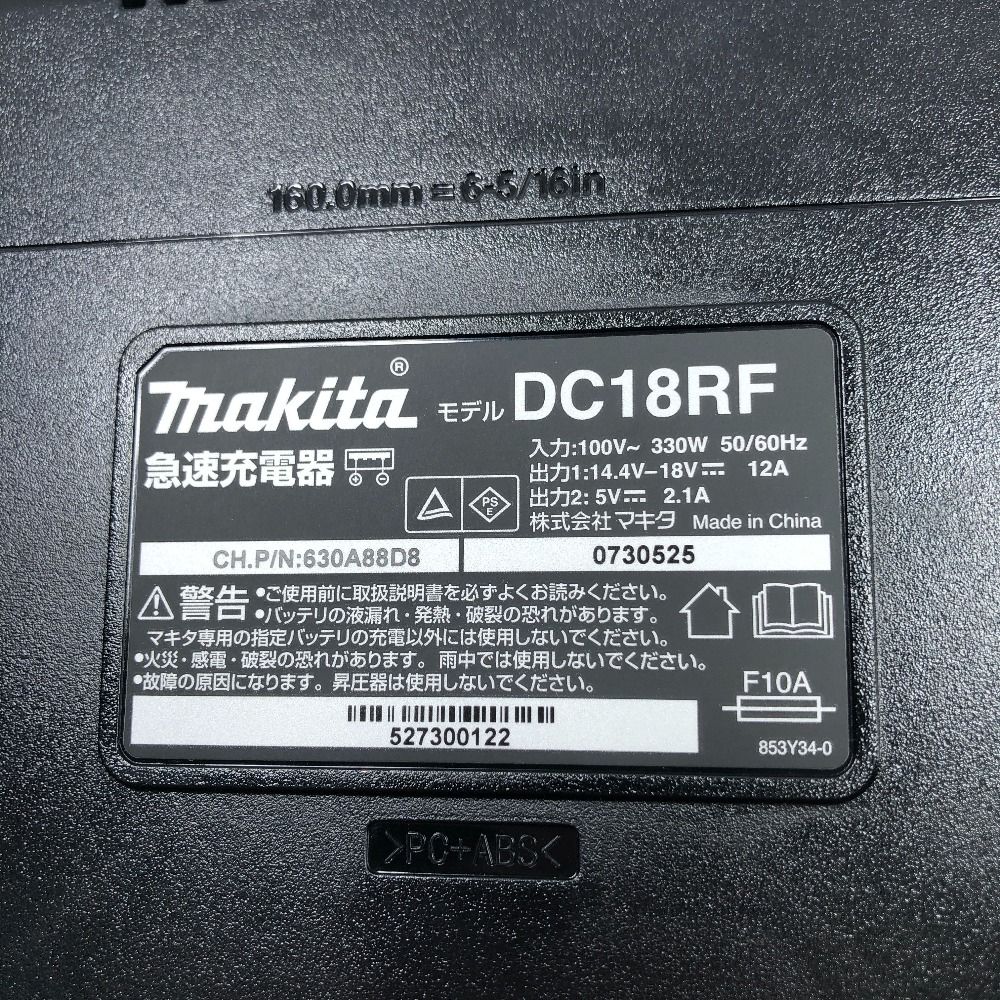 160.0mm = 6-5/16in
makita® モデル DC18RF
急速充電器
入力:100V~ 330W 50/60Hz
出力1:14.4V-18V⎓ 12A
出力2: 5V⎓ 2.1A
PS
E
株式会社マキタ Made in China
CH.P/N:630A88D8
0730525
警告 •ご使用前に取扱説明書を必ずよくお読みください。
•バッテリの液漏れ・発熱・破裂の恐れがあります。
マキタ専用の指定バッテリの充電以外には使用しないでください。
•火災・感電・破裂の恐れがあります。雨中では使用しないでください。
•故障の原因になります。昇圧器は使用しないでください。
F10A
527300122
853Y34-0
>PC+ABS<